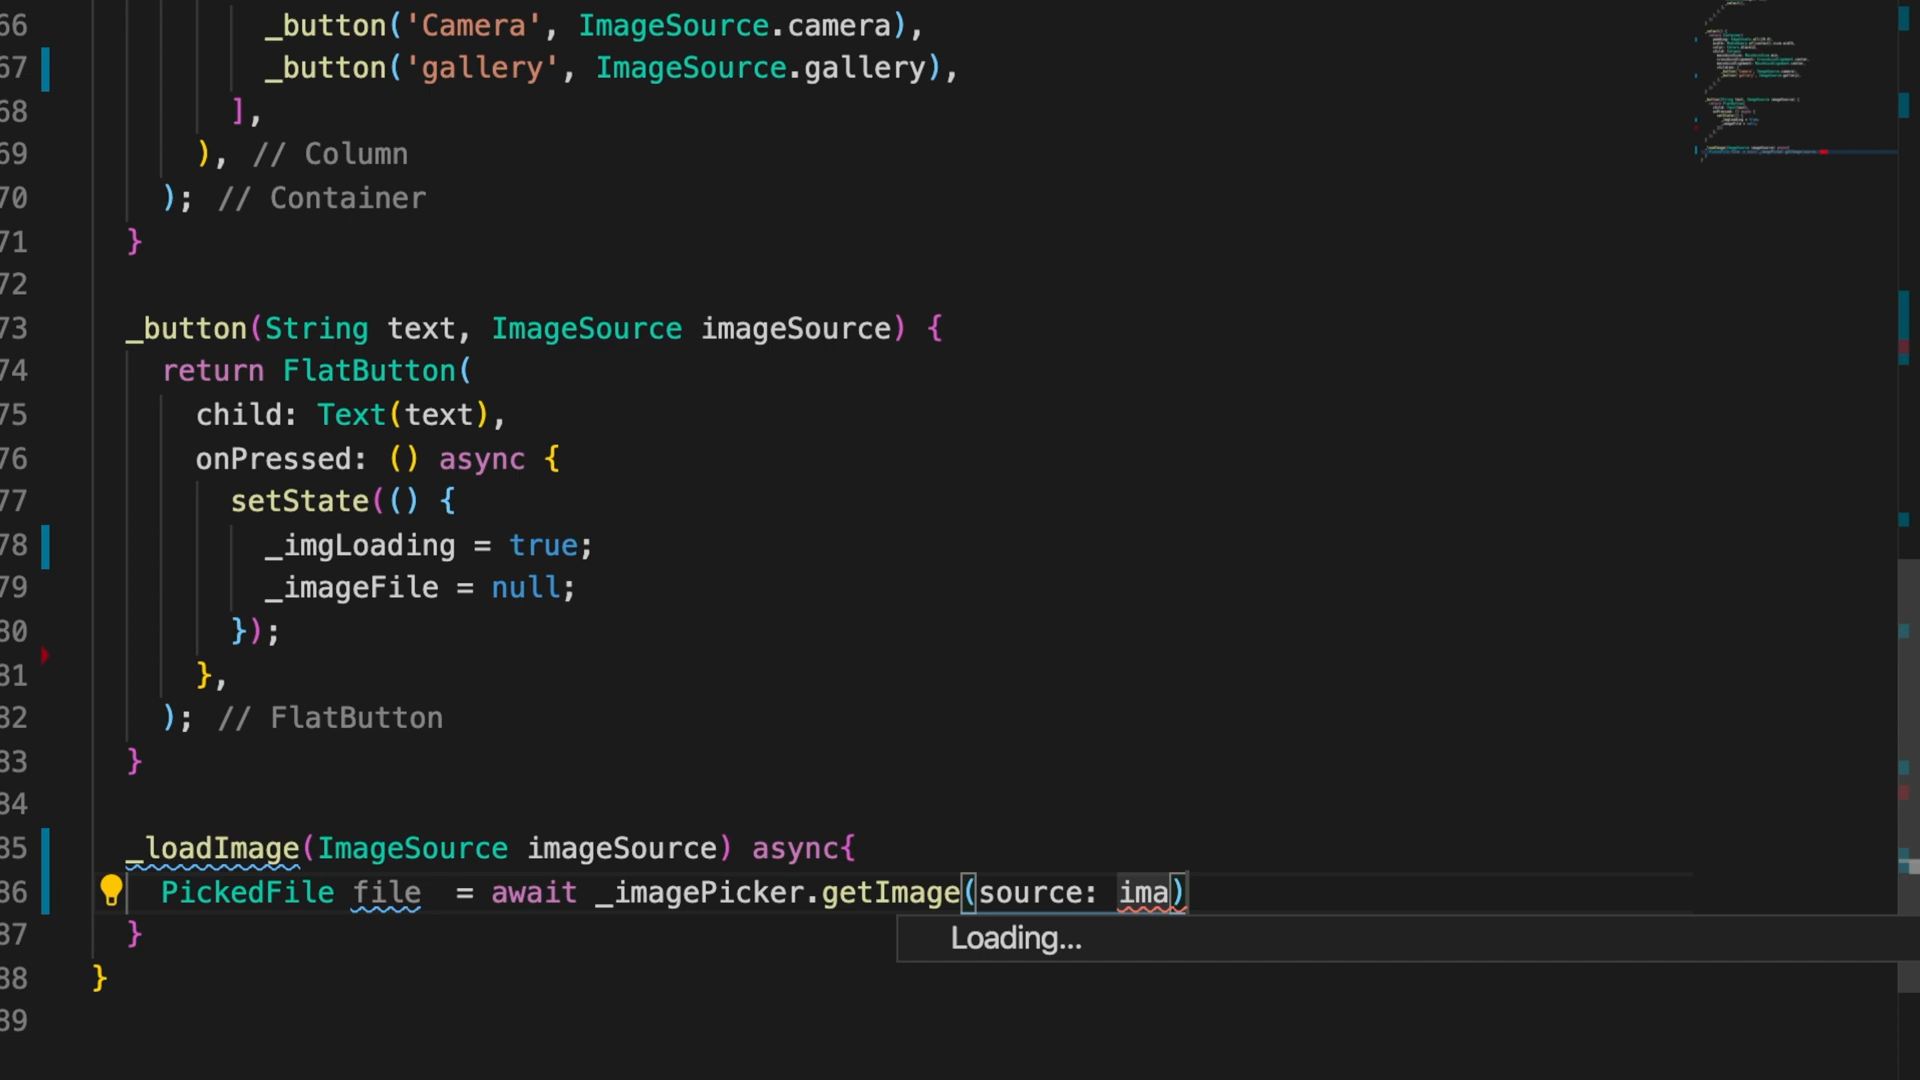 66 _button('Camera', ImageSource.camera),
67 _button('gallery', ImageSource.gallery),
68 ],
69 ), // Column
70 ); // Container
71 }
72
73 _button(String text, ImageSource imageSource) {
74 return FlatButton(
75 child: Text(text),
76 onPressed: () async {
77 setState(() {
78 _imgLoading = true;
79 _imageFile = null;
80 });
81 },
82 ); // FlatButton
83 }
84
85 _loadImage(ImageSource imageSource) async{
86 PickedFile file  = await _imagePicker.getImage(source: ima)
Loading...
87 }
88 }
89